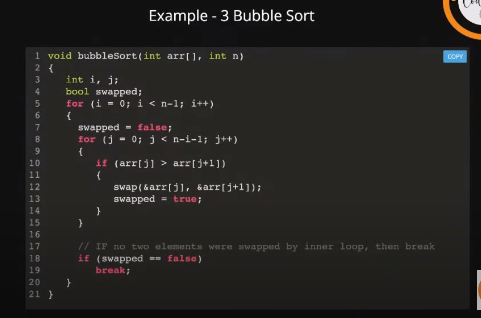 Example - 3 Bubble Sort
COPY
1 void bubbleSort(int arr[], int n)
2 {
3 int i, j;
4 bool swapped;
5 for (i = 0; i < n-1; i++)
6 {
7 swapped = false;
8 for (j = 0; j < n-i-1; j++)
9 {
10 if (arr[j] > arr[j+1])
11 {
12 swap(&arr[j], &arr[j+1]);
13 swapped = true;
14 }
15 }
16
17 // IF no two elements were swapped by inner loop, then break
18 if (swapped == false)
19 break;
20 }
21 }